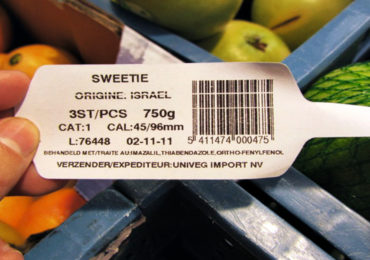 SWEETIE
ORIGINE. ISRAEL
3ST/PCS 750g
CAT:1 CAL:45/96mm
L:76448 02-11-11
5 411474 000475
BEHANDELD MET/TRAITE AU:IMAZALIL,THIABENDAZOLE,ORTHO-FENYLFENOL
VERZENDER/EXPEDITEUR:UNIVEG IMPORT NV